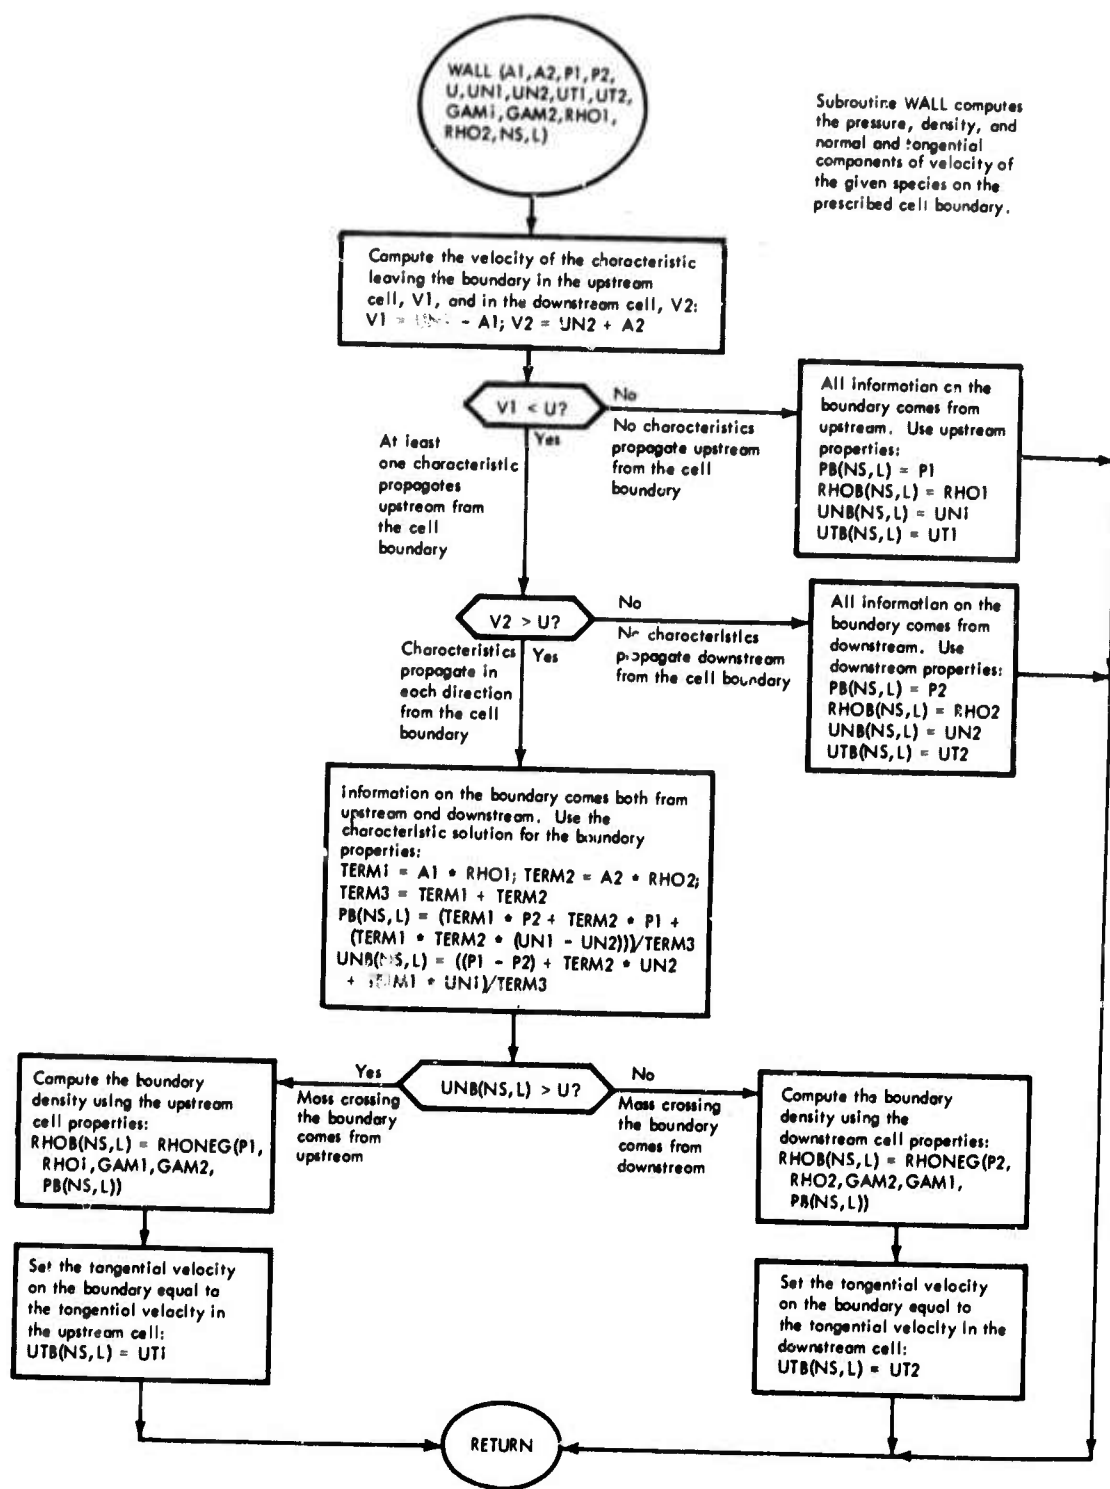 WALL (A1,A2,P1,P2,
U,UN1,UN2,UT1,UT2,
GAM1,GAM2,RHO1,
RHO2,NS,L)
Subroutine WALL computes
the pressure, density, and
normal and tangential
components of velocity of
the given species on the
prescribed cell boundary.
Compute the velocity of the characteristic
leaving the boundary in the upstream
cell, V1, and in the downstream cell, V2:
V1 = UN1 - A1; V2 = UN2 + A2
V1 < U?
No
No characteristics
propagate upstream
from the cell
boundary
Yes
At least
one characteristic
propagates
upstream from
the cell
boundary
All information on the
boundary comes from
upstream. Use upstream
properties:
PB(NS,L) = P1
RHOB(NS,L) = RHO1
UNB(NS,L) = UN1
UTB(NS,L) = UT1
V2 > U?
No
No characteristics
propagate downstream
from the cell boundary
Yes
Characteristics
propagate in
each direction
from the cell
boundary
All information on the
boundary comes from
downstream. Use
downstream properties:
PB(NS,L) = P2
RHOB(NS,L) = RHO2
UNB(NS,L) = UN2
UTB(NS,L) = UT2
Information on the boundary comes both from
upstream and downstream. Use the
characteristic solution for the boundary
properties:
TERM1 = A1 * RHO1; TERM2 = A2 * RHO2;
TERM3 = TERM1 + TERM2
PB(NS,L) = (TERM1 * P2 + TERM2 * P1 +
(TERM1 * TERM2 * (UN1 - UN2)))/TERM3
UNB(NS,L) = ((P1 - P2) + TERM2 * UN2
+ TERM1 * UN1)/TERM3
UNB(NS,L) > U?
Yes
Mass crossing
the boundary
comes from
upstream
No
Mass crossing
the boundary
comes from
downstream
Compute the boundary
density using the upstream
cell properties:
RHOB(NS,L) = RHONEG(P1,
RHO1,GAM1,GAM2,
PB(NS,L))
Compute the boundary
density using the
downstream cell properties:
RHOB(NS,L) = RHONEG(P2,
RHO2,GAM2,GAM1,
PB(NS,L))
Set the tangential velocity
on the boundary equal to
the tangential velocity in
the upstream cell:
UTB(NS,L) = UT1
Set the tangential velocity
on the boundary equal to
the tangential velocity in the
downstream cell:
UTB(NS,L) = UT2
RETURN